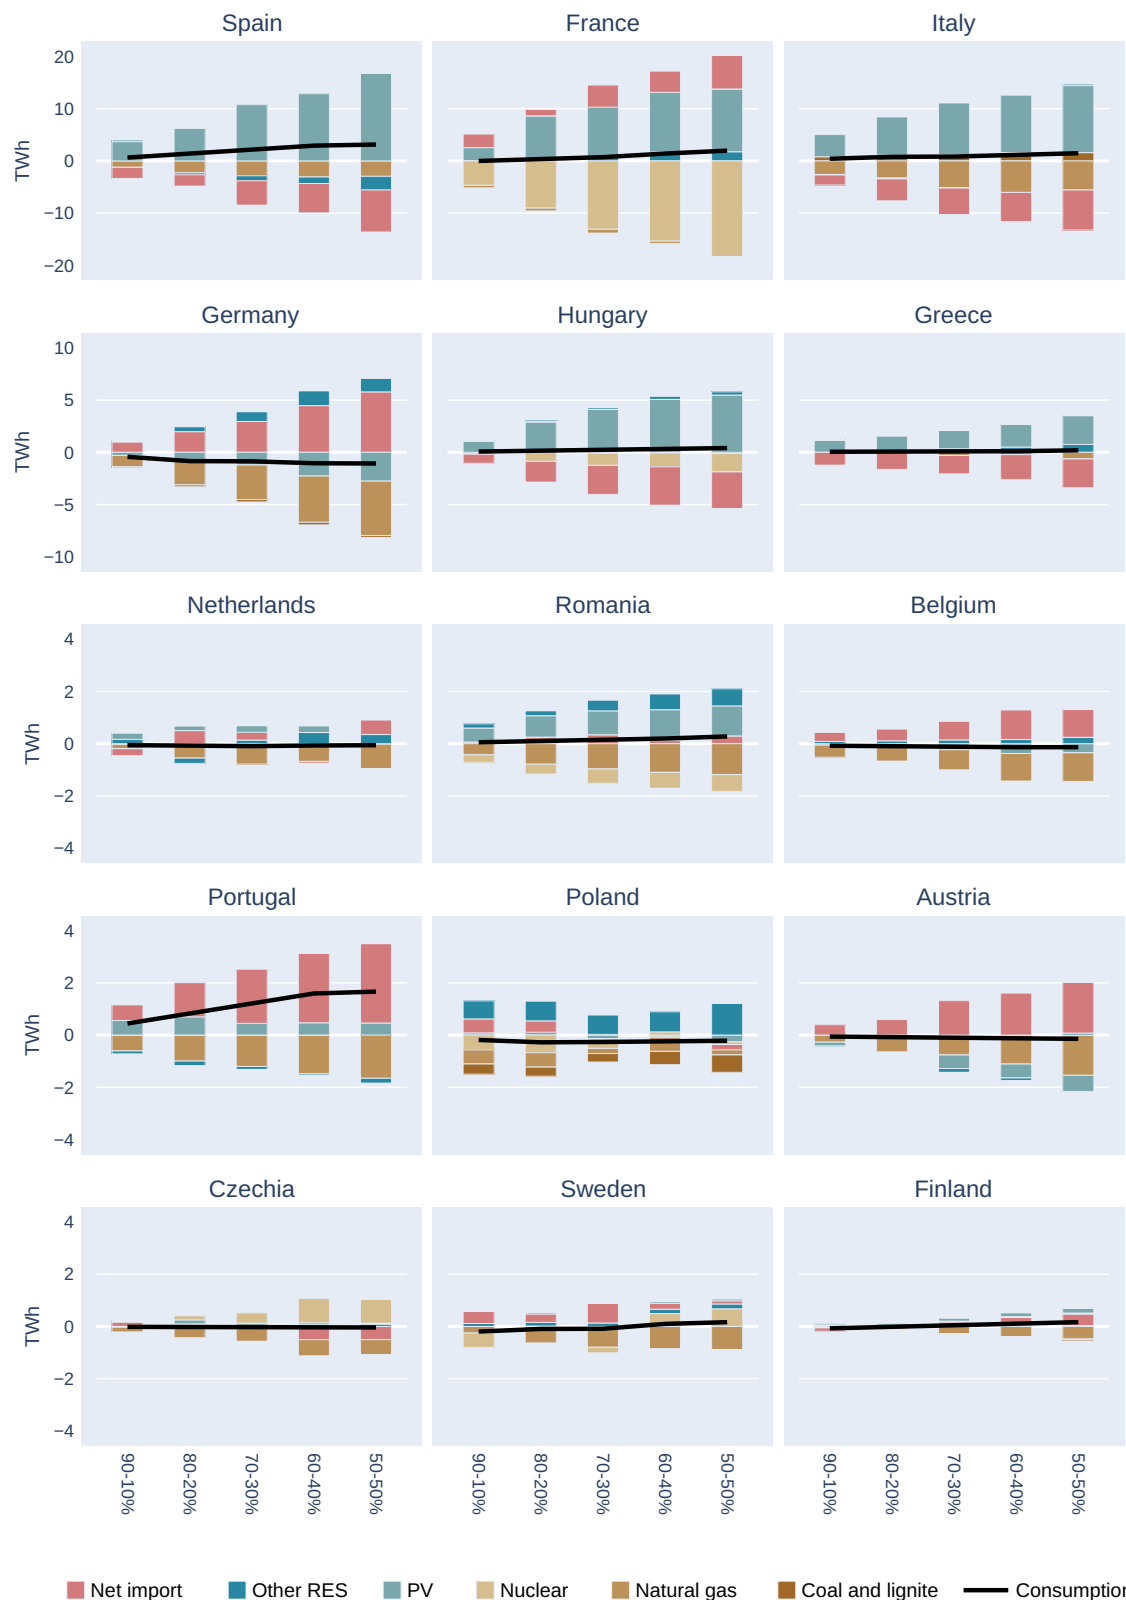 Spain France Italy
20
10
0
−10
−20
TWh
Germany Hungary Greece
10
5
0
−5
−10
TWh
Netherlands Romania Belgium
4
2
0
−2
−4
TWh
Portugal Poland Austria
4
2
0
−2
−4
TWh
Czechia Sweden Finland
4
2
0
−2
−4
TWh
90-10% 80-20% 70-30% 60-40% 50-50% 90-10% 80-20% 70-30% 60-40% 50-50% 90-10% 80-20% 70-30% 60-40% 50-50%
Net import Other RES PV Nuclear Natural gas Coal and lignite Consumption